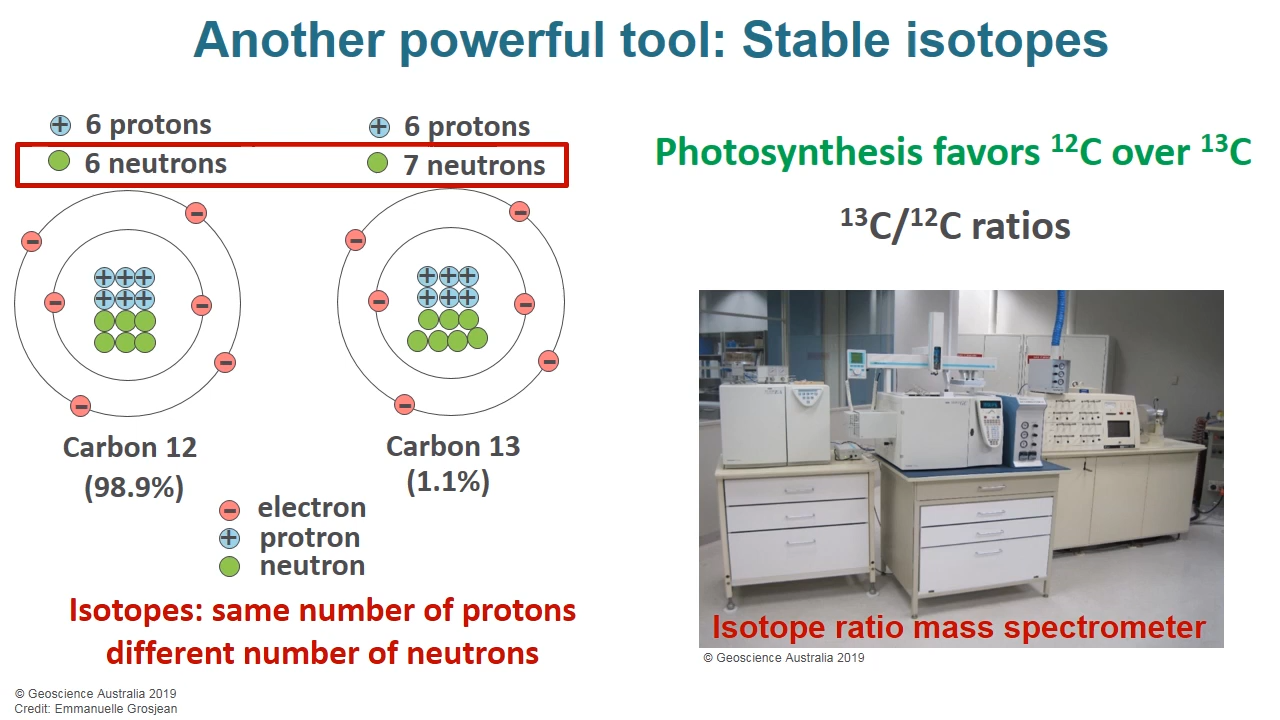 Another powerful tool: Stable isotopes
+ 6 protons
6 neutrons
+ 6 protons
7 neutrons
Carbon 12
(98.9%)
Carbon 13
(1.1%)
− electron
+ protron
neutron
Isotopes: same number of protons
different number of neutrons
© Geoscience Australia 2019
Credit: Emmanuelle Grosjean
Photosynthesis favors ¹²C over ¹³C
¹³C/¹²C ratios
Isotope ratio mass spectrometer
© Geoscience Australia 2019